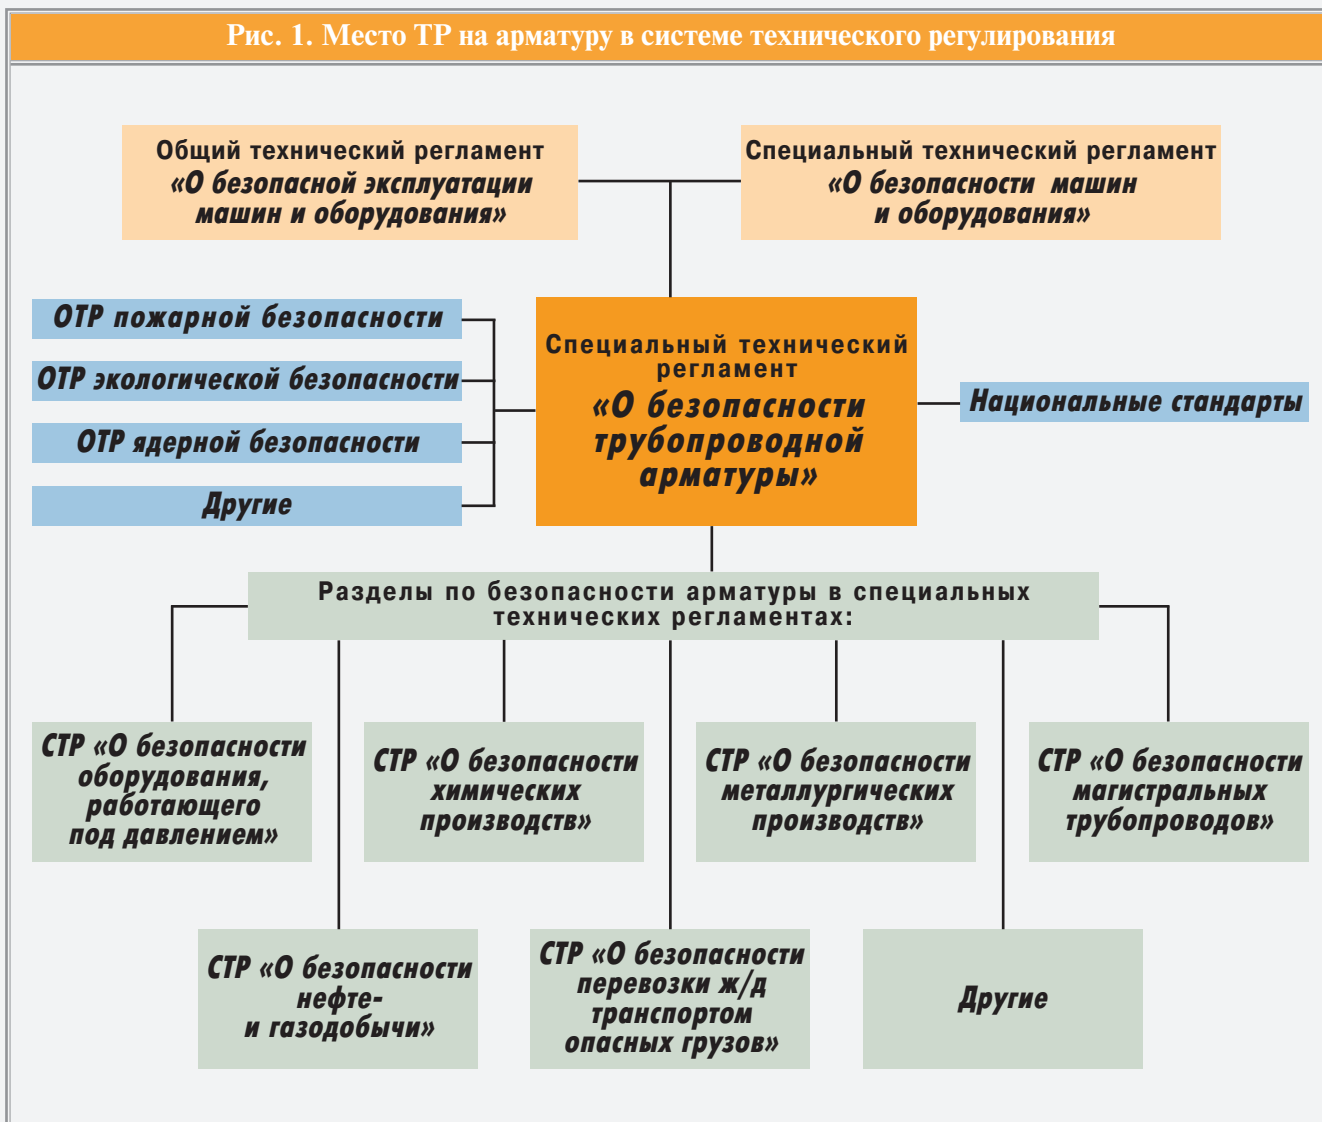 Рис. 1. Место ТР на арматуру в системе технического регулирования
Общий технический регламент
«О безопасной эксплуатации
машин и оборудования»
Специальный технический регламент
«О безопасности машин
и оборудования»
ОТР пожарной безопасности
ОТР экологической безопасности
ОТР ядерной безопасности
Другие
Специальный технический
регламент
«О безопасности
трубопроводной
арматуры»
Национальные стандарты
Разделы по безопасности арматуры в специальных
технических регламентах:
СТР «О безопасности
оборудования,
работающего
под давлением»
СТР «О безопасности
химических
производств»
СТР «О безопасности
металлургических
производств»
СТР «О безопасности
магистральных
трубопроводов»
СТР «О безопасности
нефте-
и газодобычи»
СТР «О безопасности
перевозки ж/д
транспортом
опасных грузов»
Другие